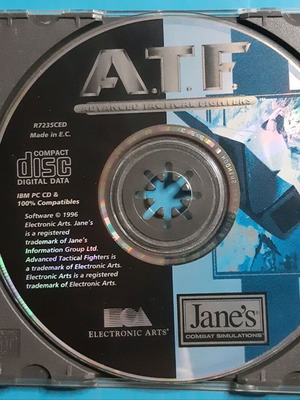 A.T.F.
ADVANCED TACTICAL FIGHTERS
R7235CED
Made in E.C.
COMPACT
disc
DIGITAL DATA
IBM PC CD &
100% Compatibles
Software © 1996
Electronic Arts. Jane's
is a registered
trademark of Jane's
Information Group Ltd.
Advanced Tactical Fighters is
a trademark of Electronic Arts.
Electronic Arts is a registered
trademark of Electronic Arts.
ELECTRONIC ARTS®
Jane's
COMBAT SIMULATIONS